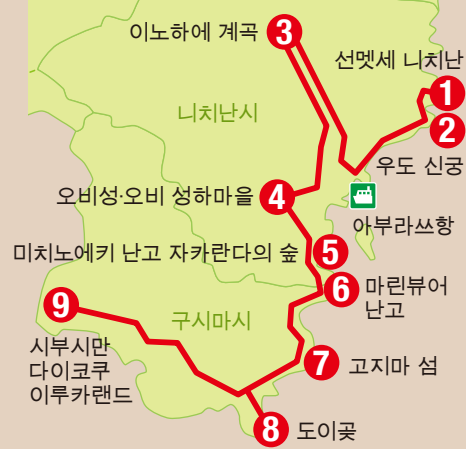 이노하에 계곡
3
선멧세 니치난
1
니치난시
2
우도 신궁
오비성·오비 성하마을
4
아부라쓰항
미치노에키 난고 자카란다의 숲
5
6
마린뷰어
난고
9
구시마시
시부시만
다이코쿠
이루카랜드
7
고지마 섬
8
도이곶